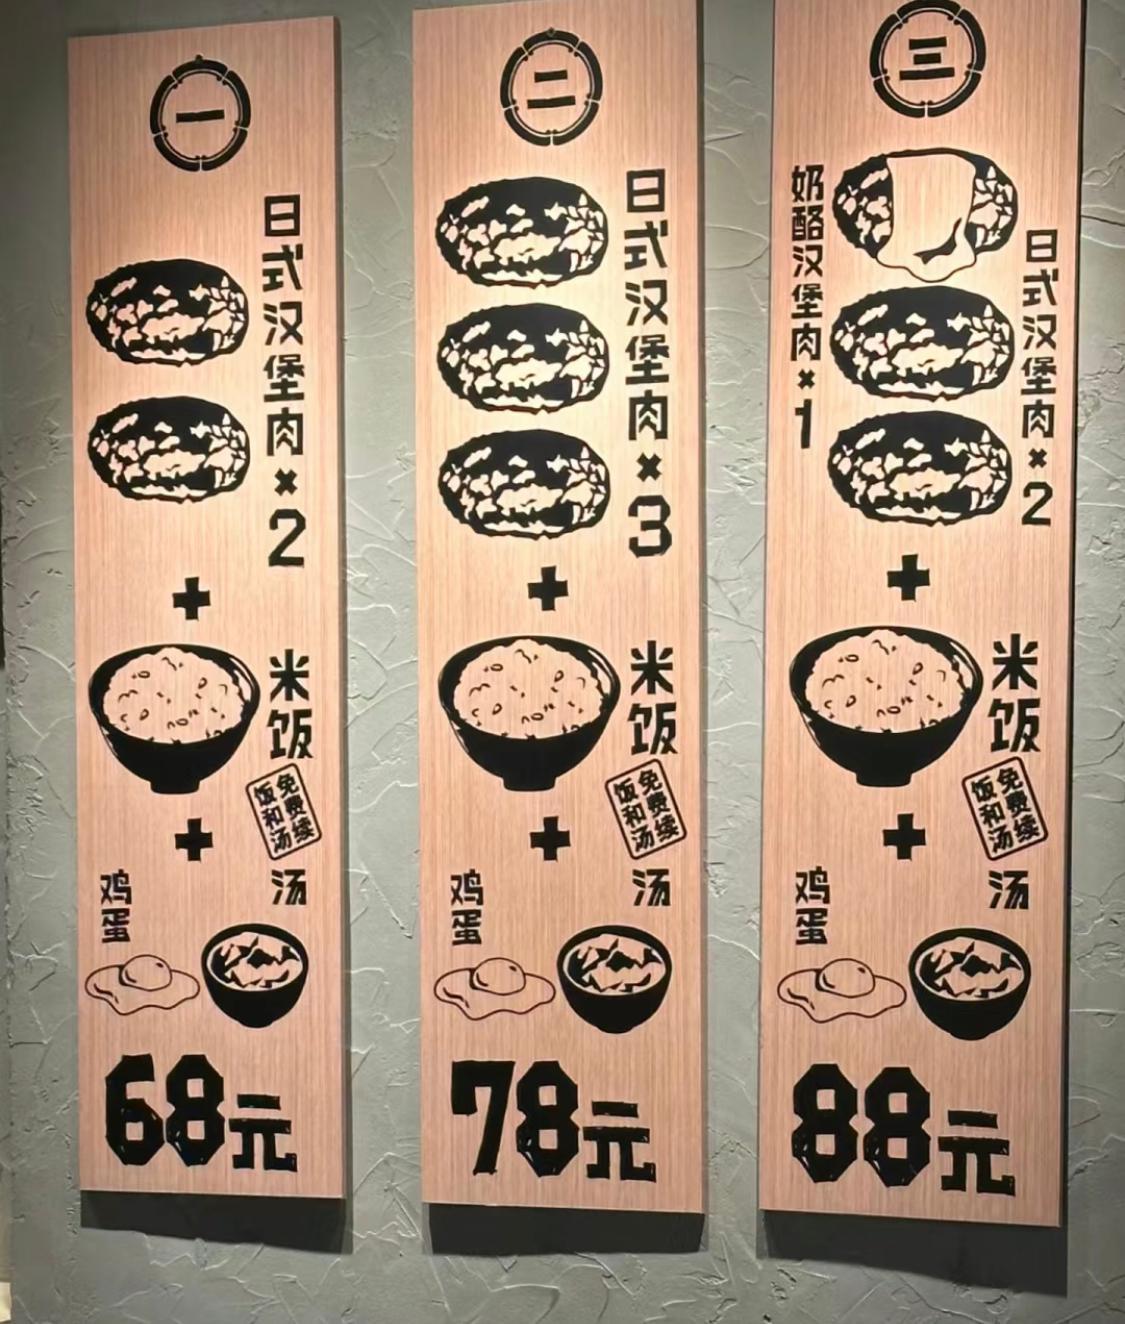 一
日式汉堡肉×2
+
米饭
免费续
饭和汤
+
鸡蛋
汤
68元
二
日式汉堡肉×3
+
米饭
免费续
饭和汤
+
鸡蛋
汤
78元
三
奶酪汉堡肉×1
日式汉堡肉×2
+
米饭
免费续
饭和汤
+
鸡蛋
汤
88元